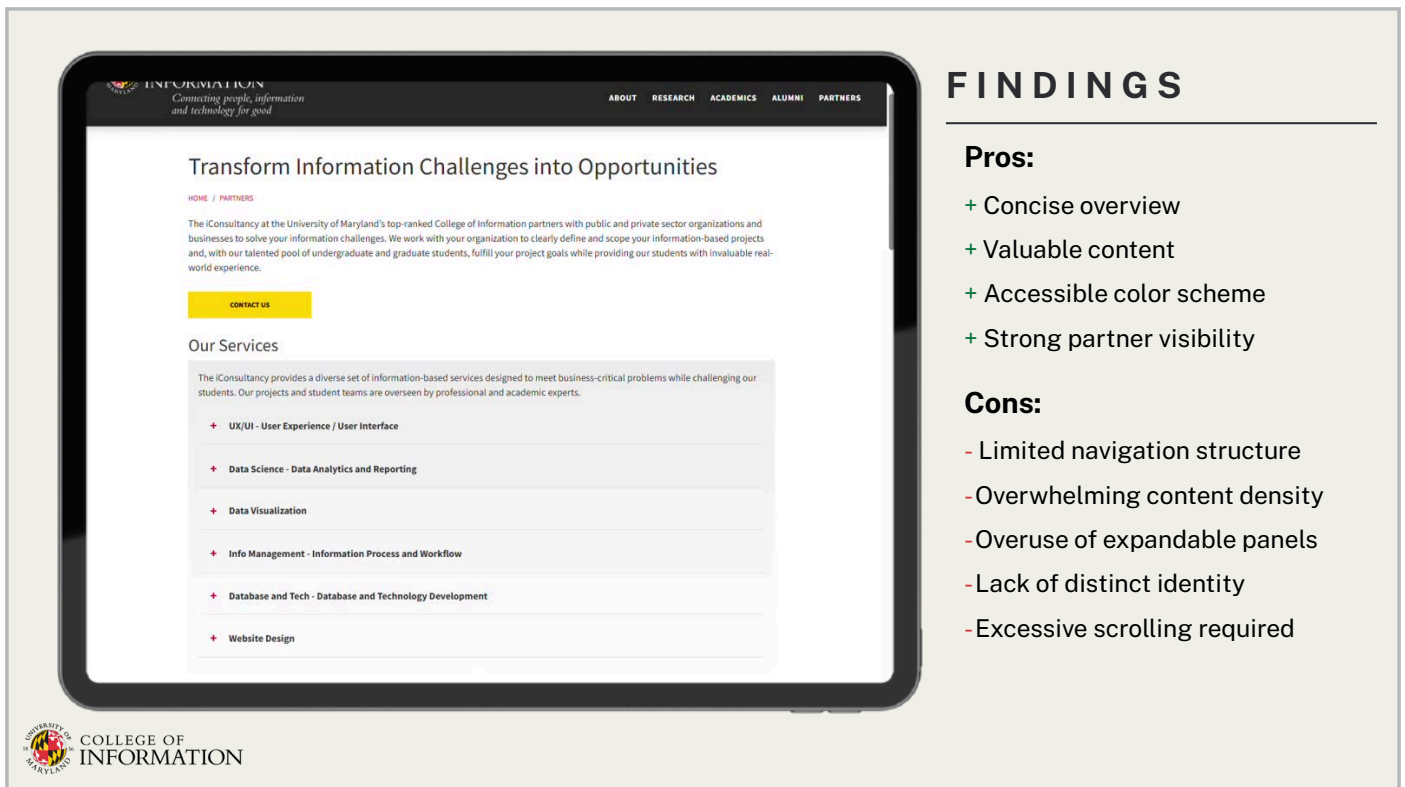 INFORMATION
Connecting people, information
and technology for good
ABOUT RESEARCH ACADEMICS ALUMNI PARTNERS
Transform Information Challenges into Opportunities
HOME / PARTNERS
The iConsultancy at the University of Maryland's top-ranked College of Information partners with public and private sector organizations and
businesses to solve your information challenges. We work with your organization to clearly define and scope your information-based projects
and, with our talented pool of undergraduate and graduate students, fulfill your project goals while providing our students with invaluable real-
world experience.
CONTACT US
Our Services
The iConsultancy provides a diverse set of information-based services designed to meet business-critical problems while challenging our
students. Our projects and student teams are overseen by professional and academic experts.
+ UX/UI - User Experience / User Interface
+ Data Science - Data Analytics and Reporting
+ Data Visualization
+ Info Management - Information Process and Workflow
+ Database and Tech - Database and Technology Development
+ Website Design
FINDINGS
Pros:
+ Concise overview
+ Valuable content
+ Accessible color scheme
+ Strong partner visibility
Cons:
- Limited navigation structure
-Overwhelming content density
-Overuse of expandable panels
-Lack of distinct identity
-Excessive scrolling required
UNIVERSITY OF
MARYLAND
18 56
COLLEGE OF
INFORMATION